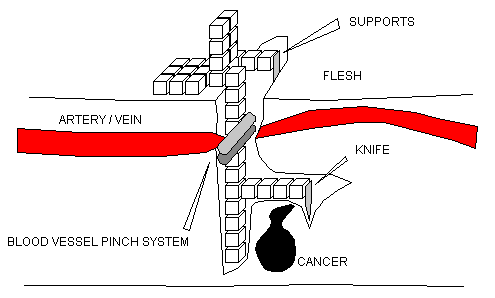 SUPPORTS
FLESH
ARTERY / VEIN
KNIFE
BLOOD VESSEL PINCH SYSTEM
CANCER